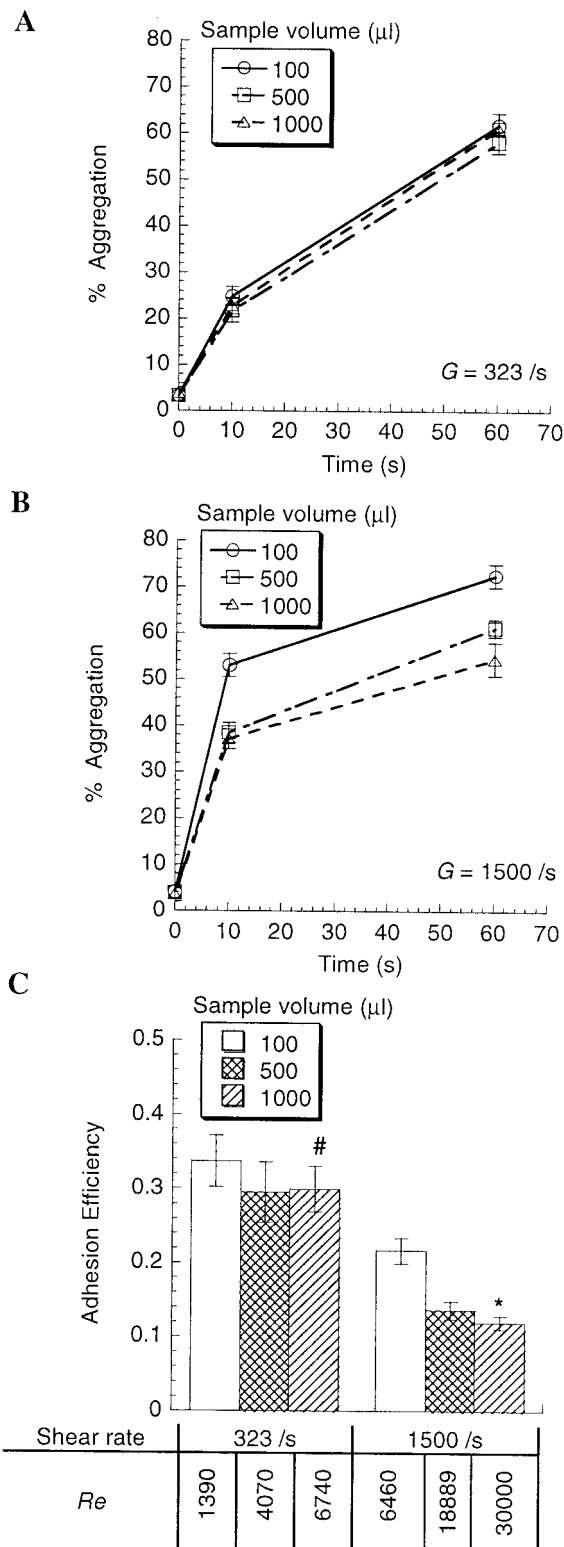 A
Sample volume (µl)
100
500
1000
80
70
60
50
40
30
20
10
0
% Aggregation
G = 323 /s
0 10 20 30 40 50 60 70
Time (s)
B
Sample volume (µl)
100
500
1000
80
70
60
50
40
30
20
10
0
% Aggregation
G = 1500 /s
0 10 20 30 40 50 60 70
Time (s)
C
Sample volume (µl)
100
500
1000
0.5
0.4
0.3
0.2
0.1
0
Adhesion Efficiency
#
*
Shear rate 323 /s 1500 /s
Re 1390 4070 6740 6460 18889 30000